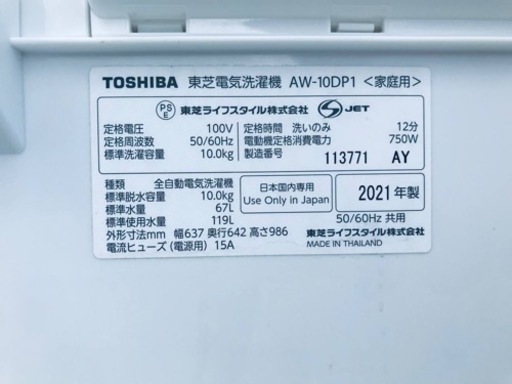 TOSHIBA 東芝電気洗濯機 AW-10DP1 <家庭用>
PS E 東芝ライフスタイル株式会社 S JET
定格電圧 100V 定格時間 洗いのみ 12分
定格周波数 50/60Hz 電動機定格消費電力 750W
標準洗濯容量 10.0kg 製造番号 113771 AY
種類 全自動電気洗濯機
標準脱水容量 10.0kg
標準水量 67L
標準使用水量 119L
外形寸法mm 幅637 奥行642 高さ986
電流ヒューズ(電源用) 15A
日本国内専用
Use Only in Japan
2021年製
50/60Hz 共用
東芝ライフスタイル株式会社
MADE IN THAILAND